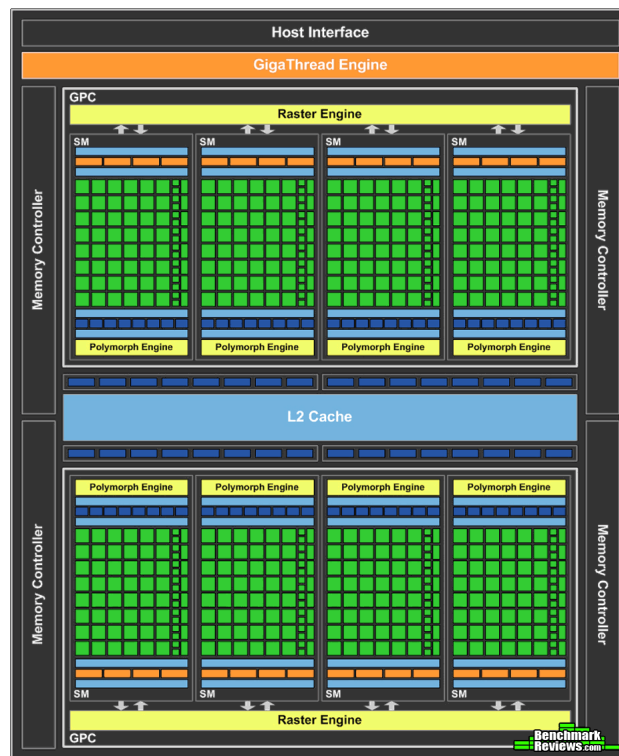 Host Interface
GigaThread Engine
GPC
Raster Engine
SM SM SM SM
Memory Controller
Memory Controller
Polymorph Engine Polymorph Engine Polymorph Engine Polymorph Engine
L2 Cache
Polymorph Engine Polymorph Engine Polymorph Engine Polymorph Engine
Memory Controller
Memory Controller
SM SM SM SM
Raster Engine
GPC
Benchmark
Reviews.com